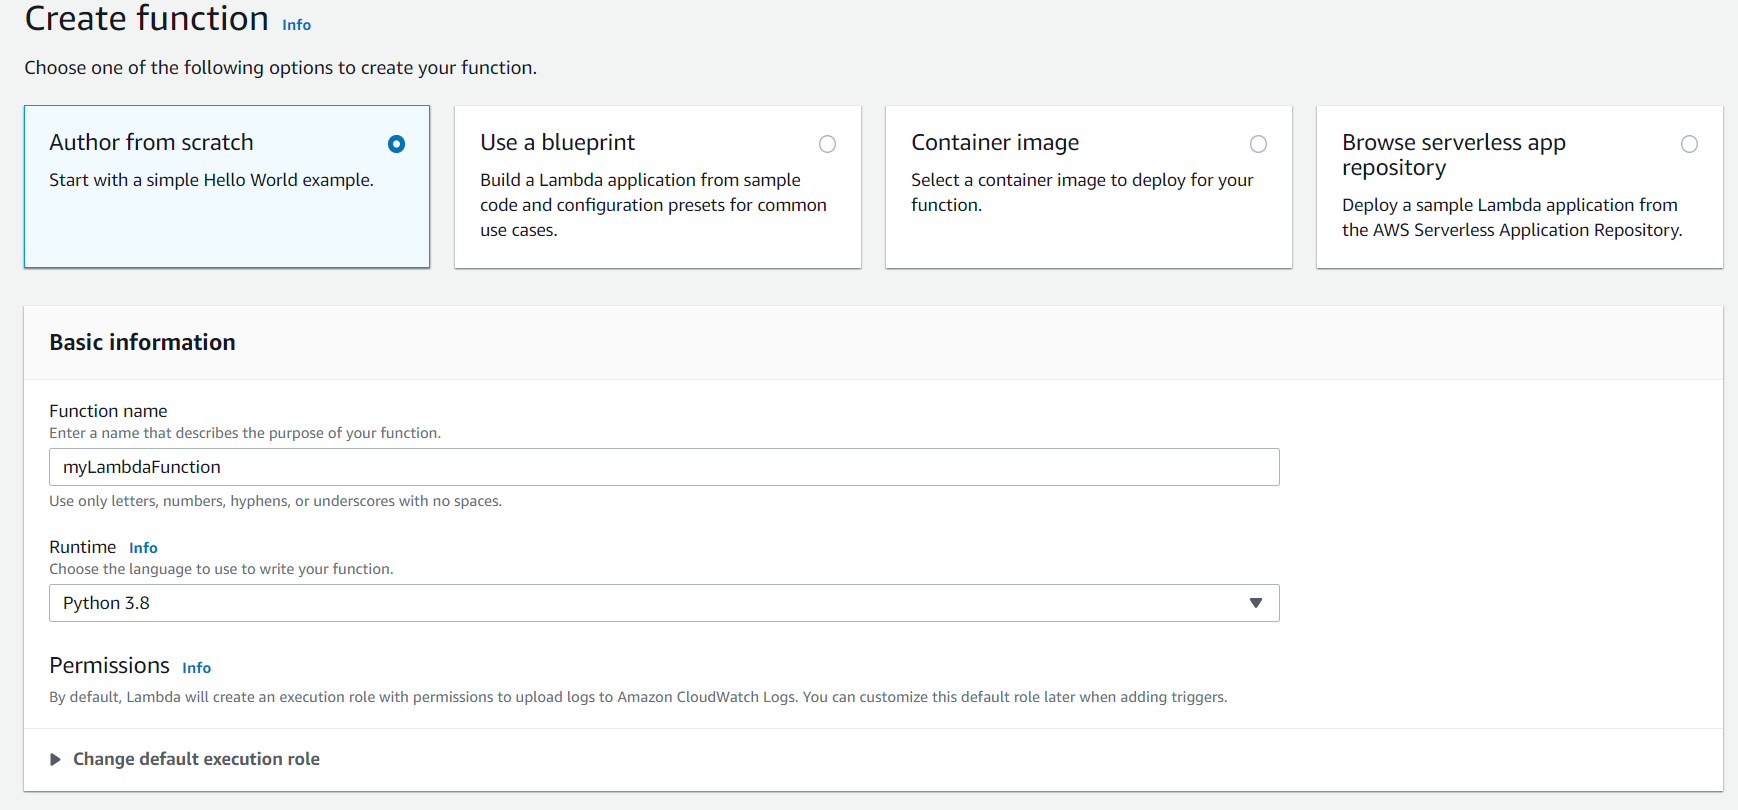 Create function Info
Choose one of the following options to create your function.
Author from scratch
Start with a simple Hello World example.
Use a blueprint
Build a Lambda application from sample
code and configuration presets for common
use cases.
Container image
Select a container image to deploy for your
function.
Browse serverless app
repository
Deploy a sample Lambda application from
the AWS Serverless Application Repository.
Basic information
Function name
Enter a name that describes the purpose of your function.
myLambdaFunction
Use only letters, numbers, hyphens, or underscores with no spaces.
Runtime Info
Choose the language to use to write your function.
Python 3.8
Permissions Info
By default, Lambda will create an execution role with permissions to upload logs to Amazon CloudWatch Logs. You can customize this default role later when adding triggers.
Change default execution role